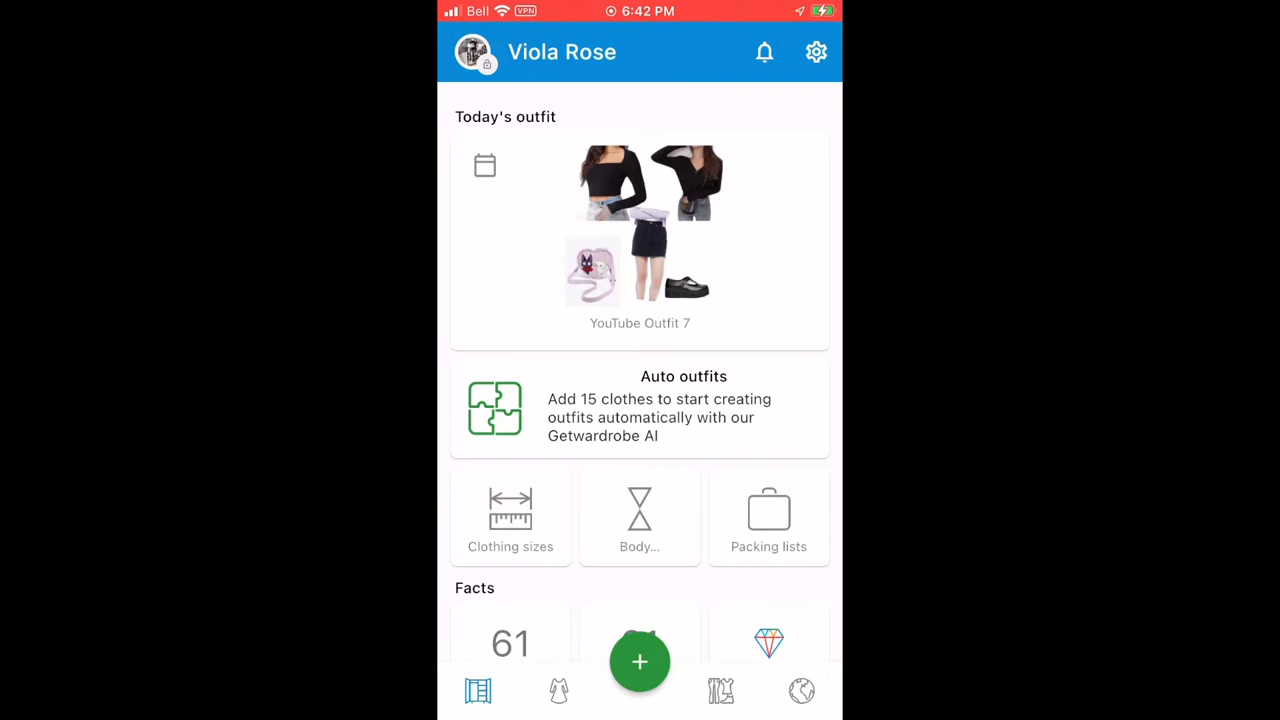 Bell VPN 6:42 PM
Viola Rose
Today's outfit
YouTube Outfit 7
Auto outfits
Add 15 clothes to start creating
outfits automatically with our
Getwardrobe AI
Clothing sizes
Body...
Packing lists
Facts
61